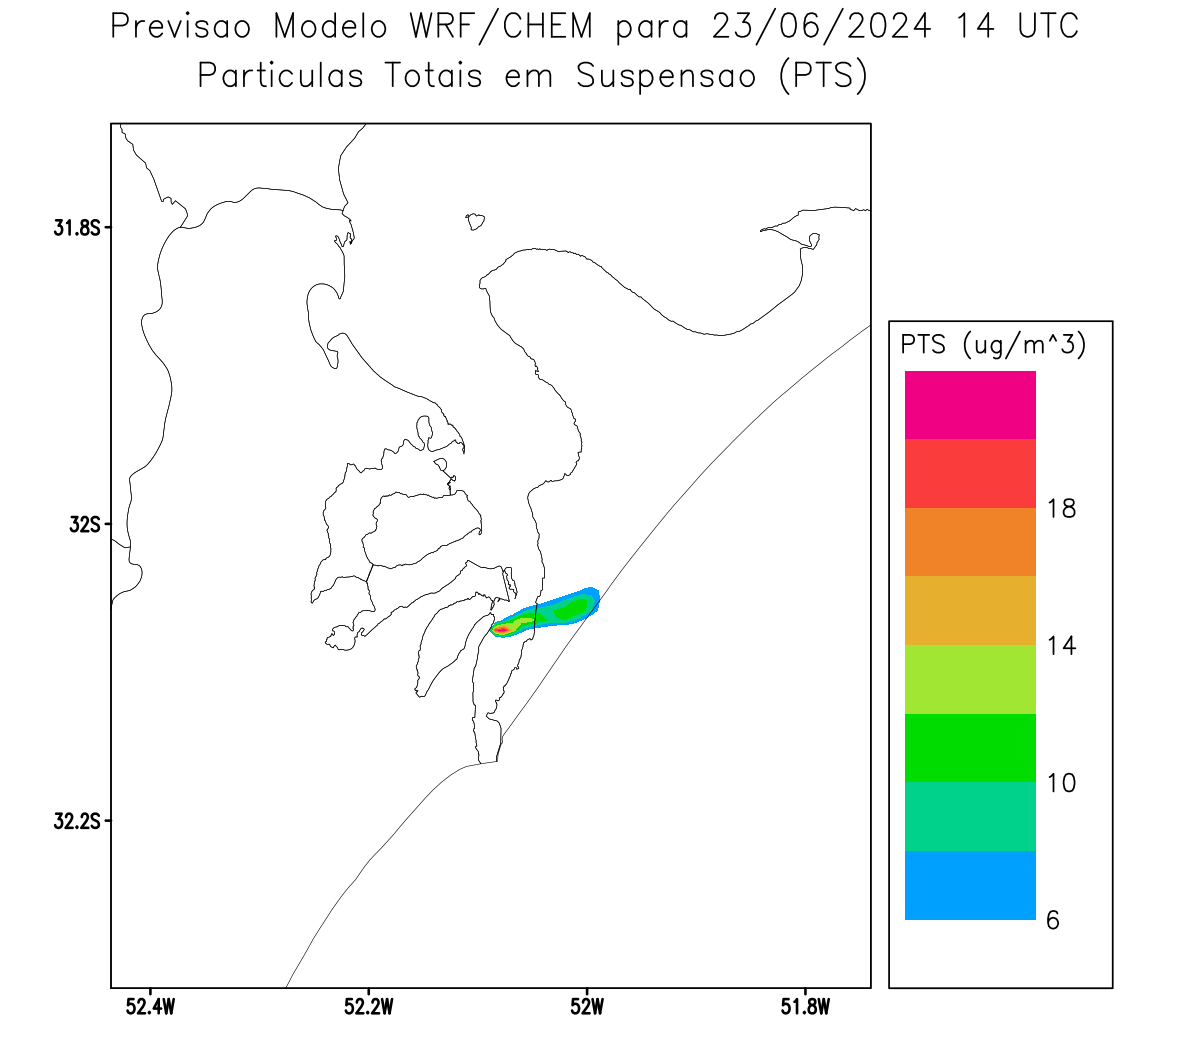 Previsao Modelo WRF/CHEM para 23/06/2024 14 UTC
Particulas Totais em Suspensao (PTS)
31.8S
32S
32.2S
52.4W
52.2W
52W
51.8W
PTS (ug/m^3)
18
14
10
6